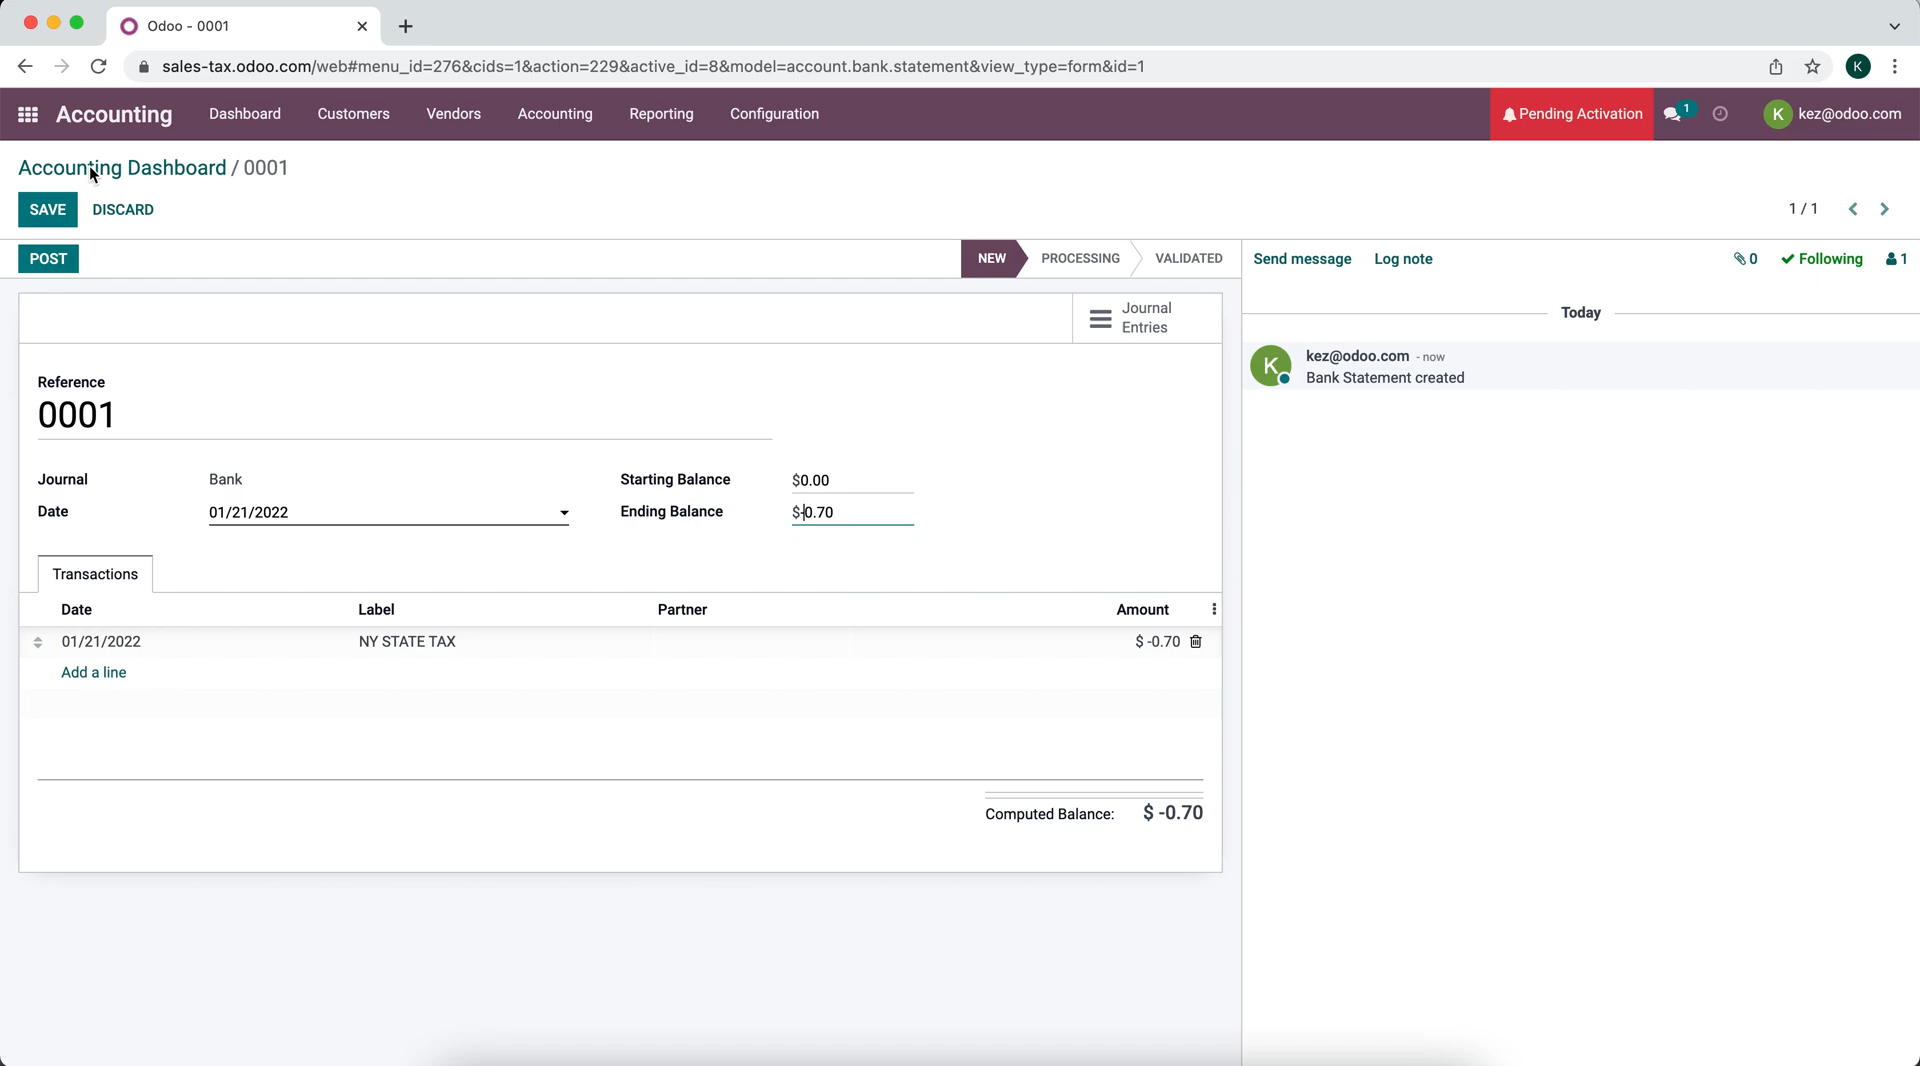 Odoo - 0001
sales-tax.odoo.com/web#menu_id=276&cids=1&action=229&active_id=8&model=account.bank.statement&view_type=form&id=1
K
Accounting Dashboard Customers Vendors Accounting Reporting Configuration Pending Activation 1 K kez@odoo.com
Accounting Dashboard / 0001
SAVE DISCARD 1 / 1
POST NEW PROCESSING VALIDATED Send message Log note 0 Following 1
Journal
Entries
Today
K kez@odoo.com - now
Bank Statement created
Reference
0001
Journal Bank Starting Balance $0.00
Date 01/21/2022 Ending Balance $-0.70
Transactions
Date Label Partner Amount
01/21/2022 NY STATE TAX $ -0.70
Add a line
Computed Balance: $ -0.70